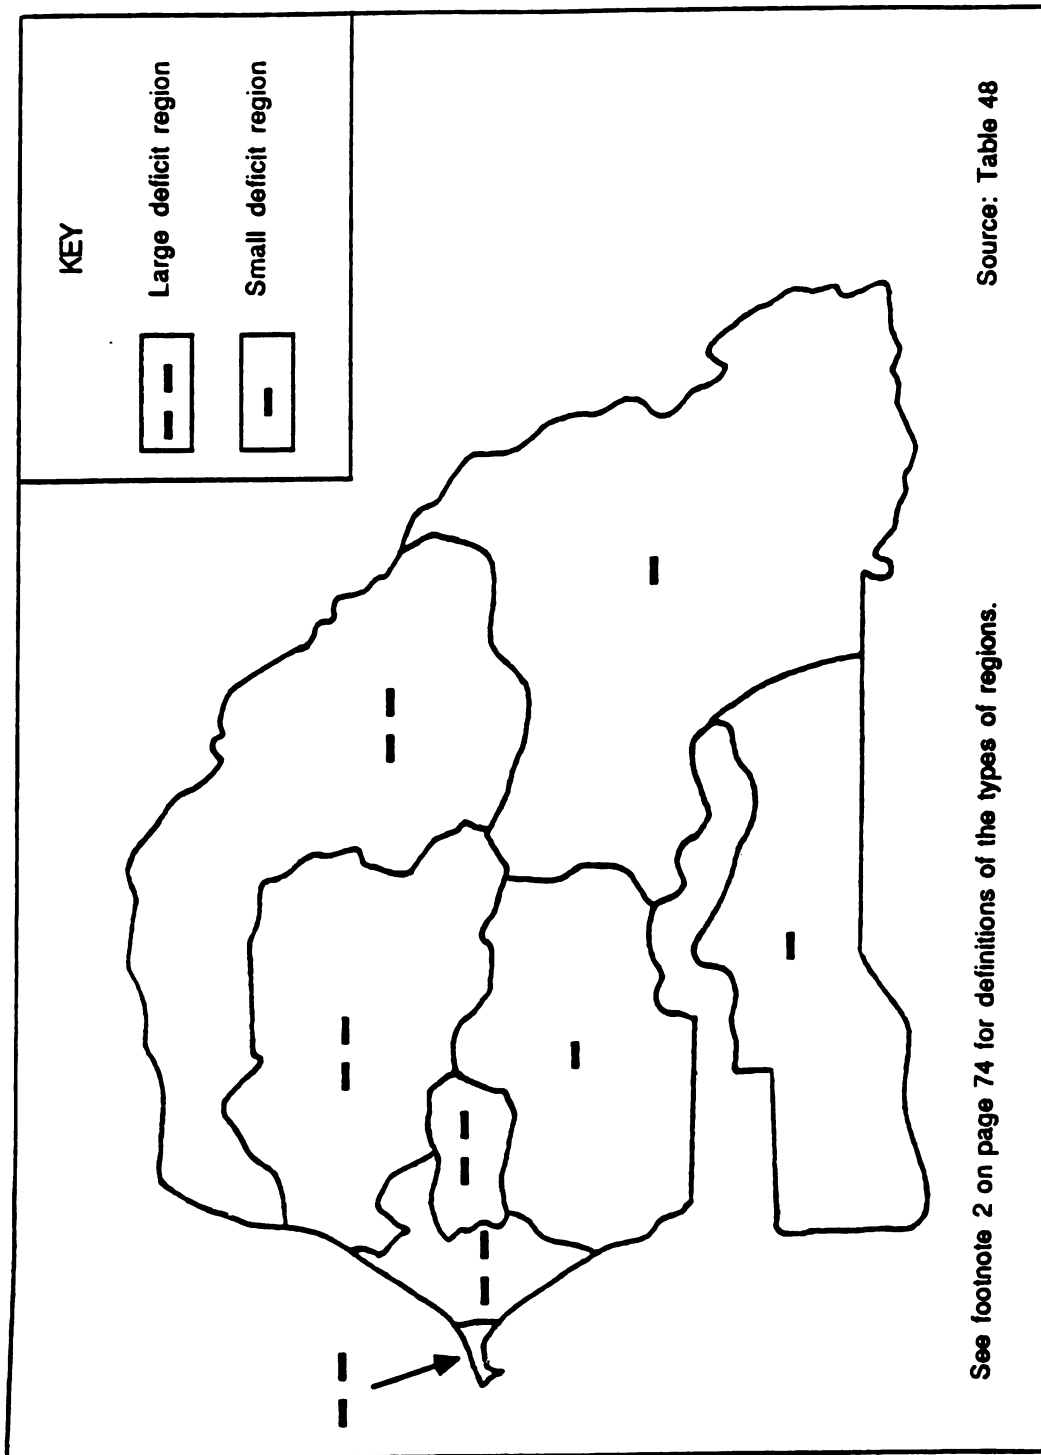 KEY
Large deficit region
Small deficit region
See footnote 2 on page 74 for definitions of the types of regions.
Source: Table 48